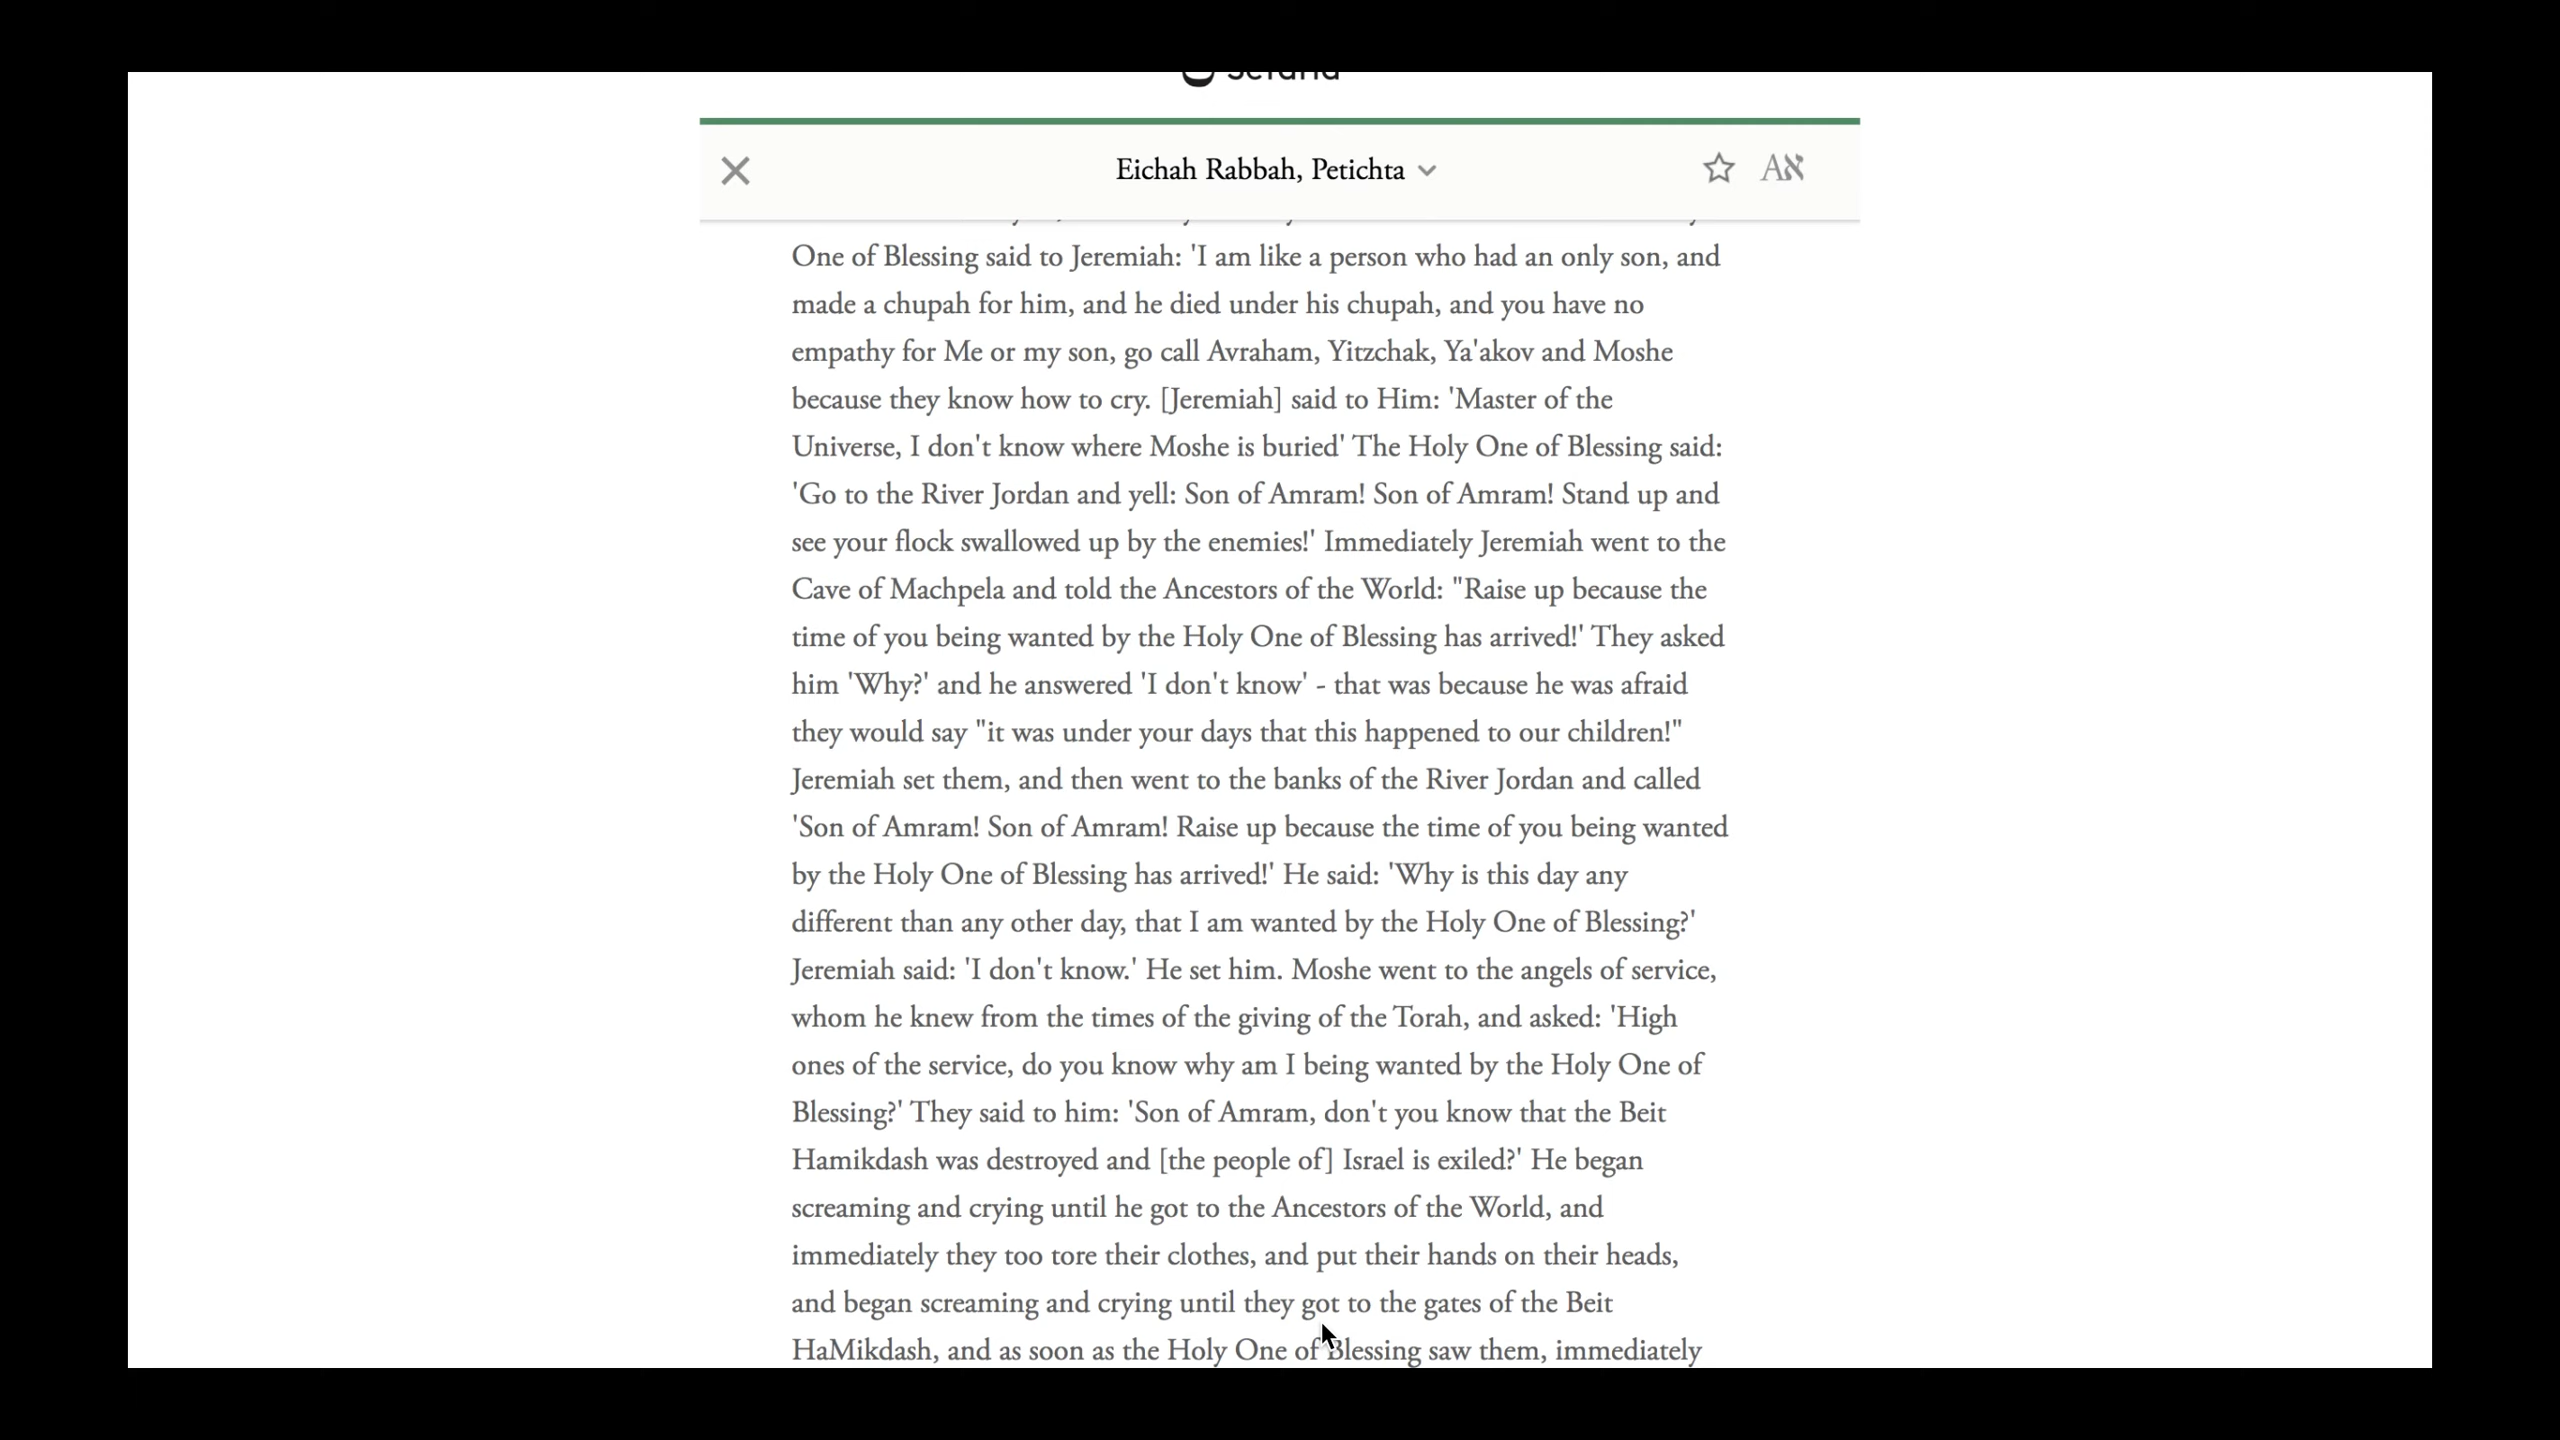 Sefaria
Eichah Rabbah, Petichta
Aא
One of Blessing said to Jeremiah: 'I am like a person who had an only son, and
made a chupah for him, and he died under his chupah, and you have no
empathy for Me or my son, go call Avraham, Yitzchak, Ya'akov and Moshe
because they know how to cry. [Jeremiah] said to Him: 'Master of the
Universe, I don't know where Moshe is buried' The Holy One of Blessing said:
'Go to the River Jordan and yell: Son of Amram! Son of Amram! Stand up and
see your flock swallowed up by the enemies!' Immediately Jeremiah went to the
Cave of Machpela and told the Ancestors of the World: "Raise up because the
time of you being wanted by the Holy One of Blessing has arrived!' They asked
him 'Why?' and he answered 'I don't know' - that was because he was afraid
they would say "it was under your days that this happened to our children!"
Jeremiah set them, and then went to the banks of the River Jordan and called
'Son of Amram! Son of Amram! Raise up because the time of you being wanted
by the Holy One of Blessing has arrived!' He said: 'Why is this day any
different than any other day, that I am wanted by the Holy One of Blessing?'
Jeremiah said: 'I don't know.' He set him. Moshe went to the angels of service,
whom he knew from the times of the giving of the Torah, and asked: 'High
ones of the service, do you know why am I being wanted by the Holy One of
Blessing?' They said to him: 'Son of Amram, don't you know that the Beit
Hamikdash was destroyed and [the people of] Israel is exiled?' He began
screaming and crying until he got to the Ancestors of the World, and
immediately they too tore their clothes, and put their hands on their heads,
and began screaming and crying until they got to the gates of the Beit
HaMikdash, and as soon as the Holy One of Blessing saw them, immediately